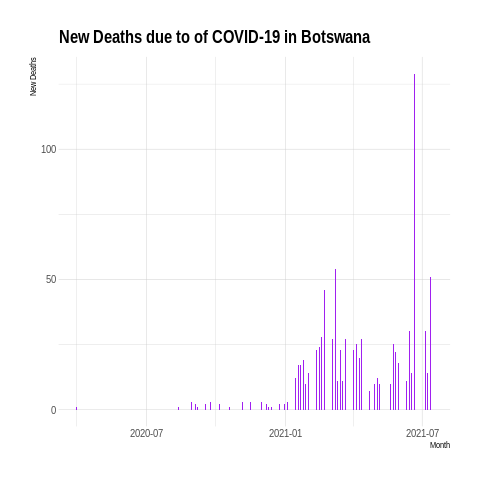 New Deaths due to of COVID-19 in Botswana
New Deaths
100
50
0
2020-07
2021-01
2021-07
Month